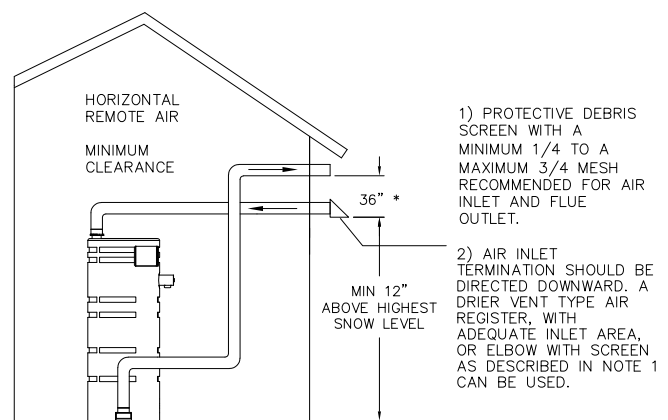 HORIZONTAL
REMOTE AIR
MINIMUM
CLEARANCE
36” *
MIN 12”
ABOVE HIGHEST
SNOW LEVEL
1) PROTECTIVE DEBRIS
SCREEN WITH A
MINIMUM 1/4 TO A
MAXIMUM 3/4 MESH
RECOMMENDED FOR AIR
INLET AND FLUE
OUTLET.
2) AIR INLET
TERMINATION SHOULD BE
DIRECTED DOWNWARD. A
DRIER VENT TYPE AIR
REGISTER, WITH
ADEQUATE INLET AREA,
OR ELBOW WITH SCREEN
AS DESCRIBED IN NOTE 1
CAN BE USED.